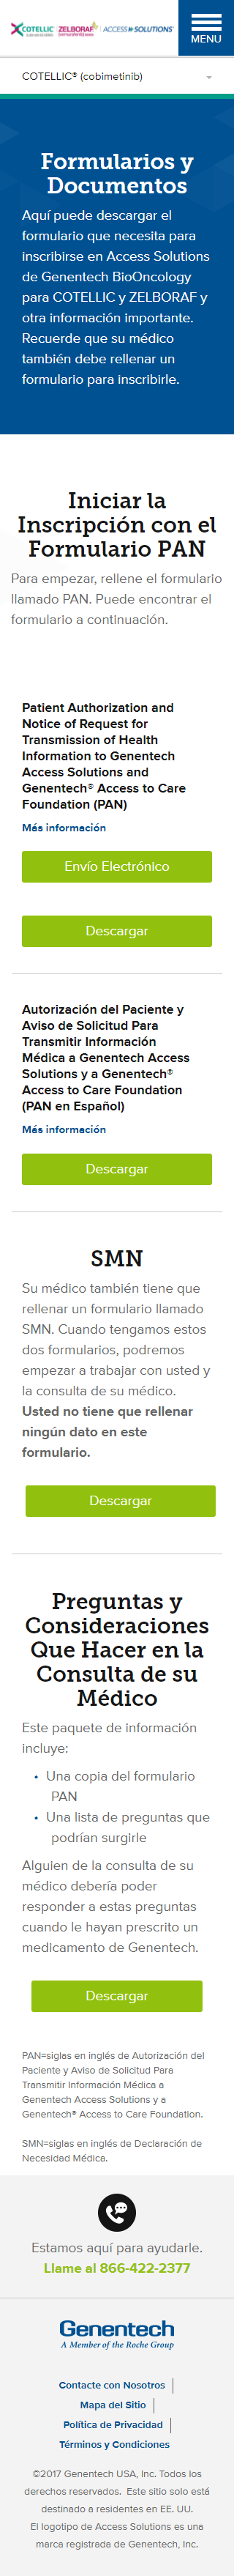 COTELLIC ZELBORAF ACCESS SOLUTIONS
MENU
COTELLIC® (cobimetinib)
Formularios y
Documentos
Aquí puede descargar el
formulario que necesita para
inscribirse en Access Solutions
de Genentech BioOncology
para COTELLIC y ZELBORAF y
otra información importante.
Recuerde que su médico
también debe rellenar un
formulario para inscribirle.
Iniciar la
Inscripción con el
Formulario PAN
Para empezar, rellene el formulario
llamado PAN. Puede encontrar el
formulario a continuación.
Patient Authorization and
Notice of Request for
Transmission of Health
Information to Genentech
Access Solutions and
Genentech® Access to Care
Foundation (PAN)
Más información
Envío Electrónico
Descargar
Autorización del Paciente y
Aviso de Solicitud Para
Transmitir Información
Médica a Genentech Access
Solutions y a Genentech®
Access to Care Foundation
(PAN en Español)
Más información
Descargar
SMN
Su médico también tiene que
rellenar un formulario llamado
SMN. Cuando tengamos estos
dos formularios, podremos
empezar a trabajar con usted y
la consulta de su médico.
Usted no tiene que rellenar
ningún dato en este
formulario.
Descargar
Preguntas y
Consideraciones
Que Hacer en la
Consulta de su
Médico
Este paquete de información
incluye:
• Una copia del formulario
PAN
• Una lista de preguntas que
podrían surgirle
Alguien de la consulta de su
médico debería poder
responder a estas preguntas
cuando le hayan prescrito un
medicamento de Genentech.
Descargar
PAN=siglas en inglés de Autorización del
Paciente y Aviso de Solicitud Para
Transmitir Información Médica a
Genentech Access Solutions y a
Genentech® Access to Care Foundation.
SMN=siglas en inglés de Declaración de
Necesidad Médica.
Estamos aquí para ayudarle.
Llame al 866-422-2377
Genentech
A Member of the Roche Group
Contacte con Nosotros
Mapa del Sitio
Política de Privacidad
Términos y Condiciones
©2017 Genentech USA, Inc. Todos los
derechos reservados. Este sitio solo está
destinado a residentes en EE. UU.
El logotipo de Access Solutions es una
marca registrada de Genentech, Inc.